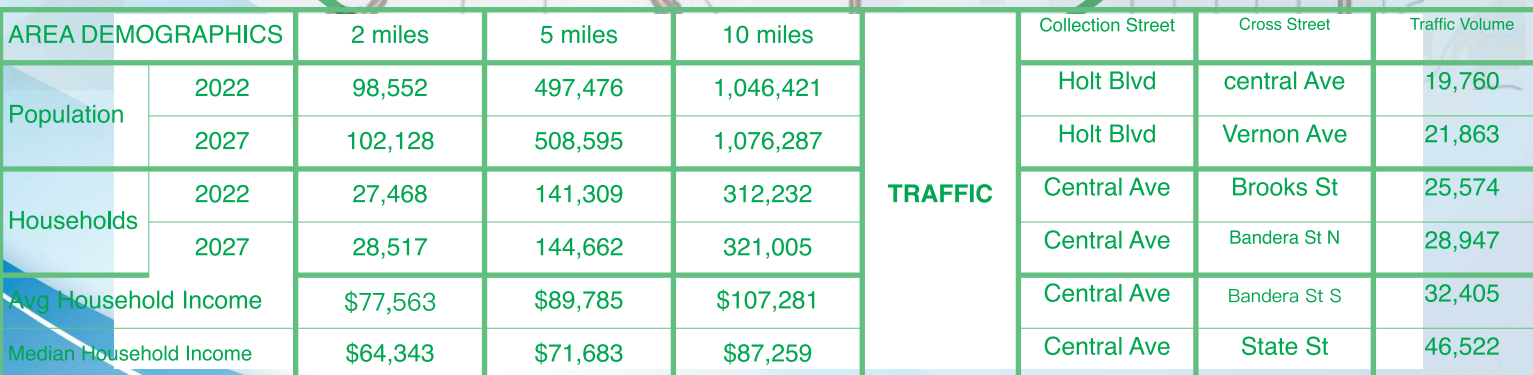 AREA DEMOGRAPHICS 2 miles 5 miles 10 miles
Population 2022 98,552 497,476 1,046,421
2027 102,128 508,595 1,076,287
Households 2022 27,468 141,309 312,232
2027 28,517 144,662 321,005
Avg Household Income $77,563 $89,785 $107,281
Median Household Income $64,343 $71,683 $87,259
TRAFFIC
Collection Street Cross Street Traffic Volume
Holt Blvd central Ave 19,760
Holt Blvd Vernon Ave 21,863
Central Ave Brooks St 25,574
Central Ave Bandera St N 28,947
Central Ave Bandera St S 32,405
Central Ave State St 46,522